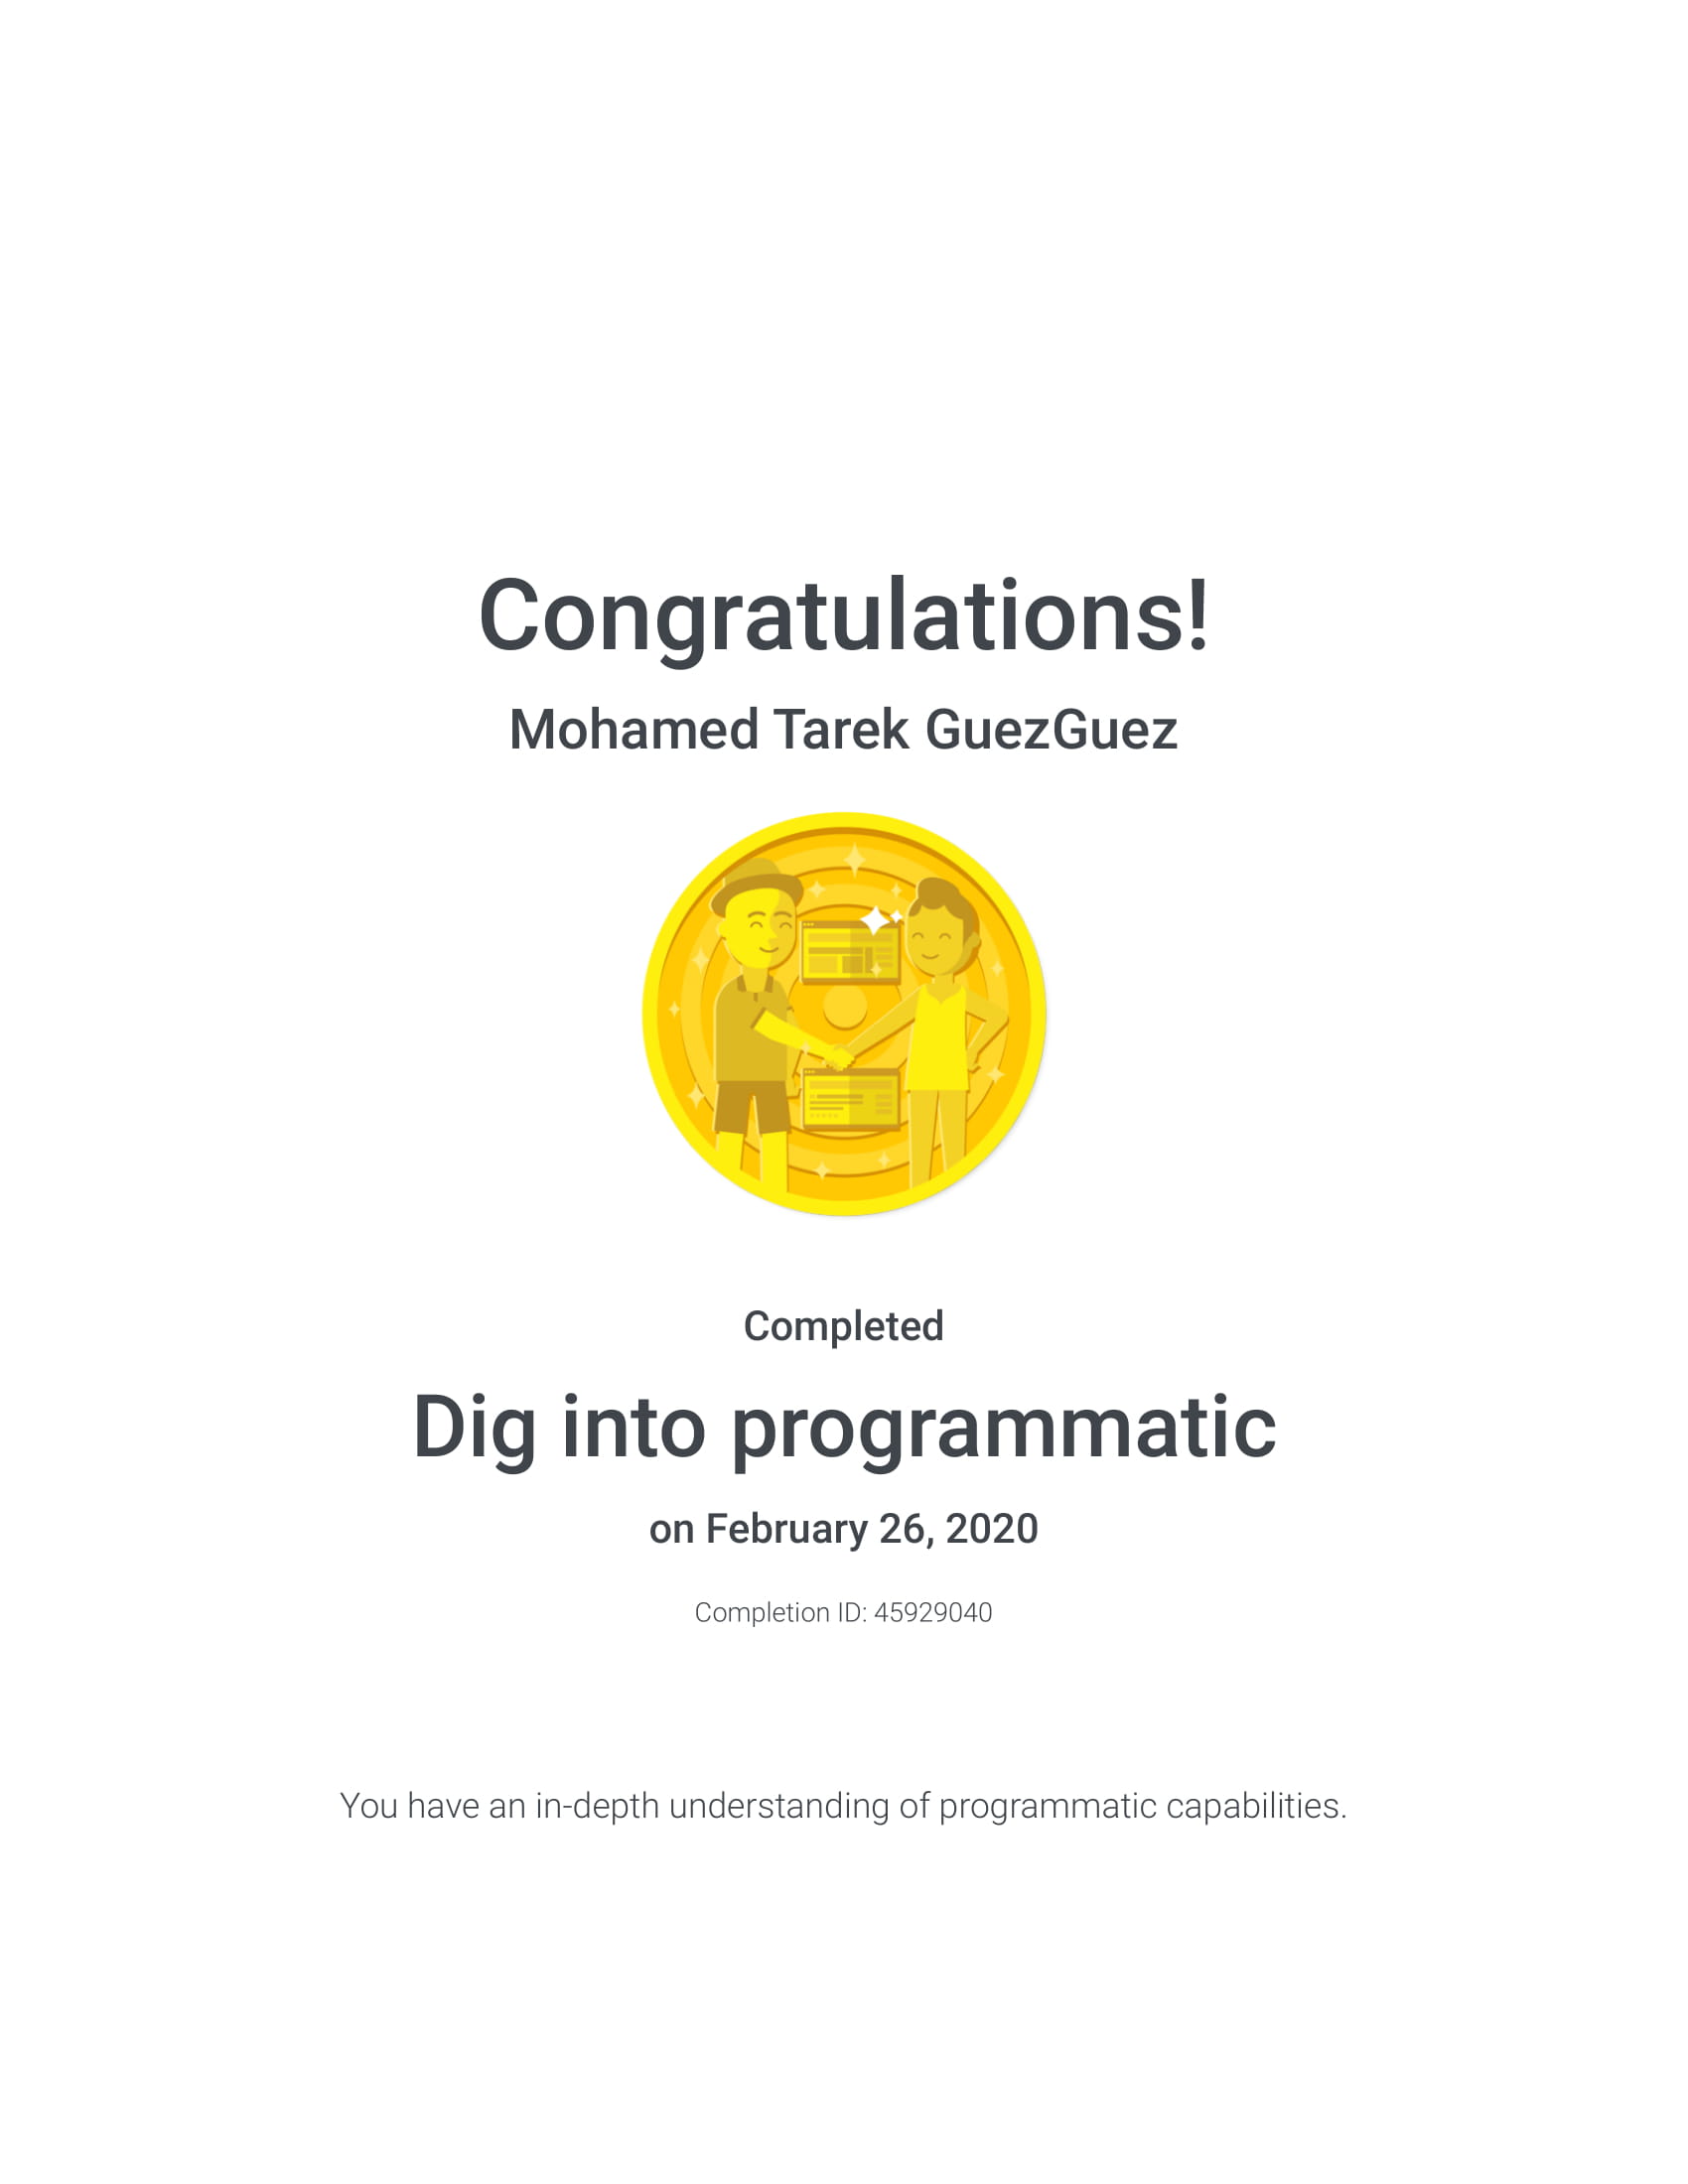 Congratulations!
Mohamed Tarek GuezGuez
Completed
Dig into programmatic
on February 26, 2020
Completion ID: 45929040
You have an in-depth understanding of programmatic capabilities.